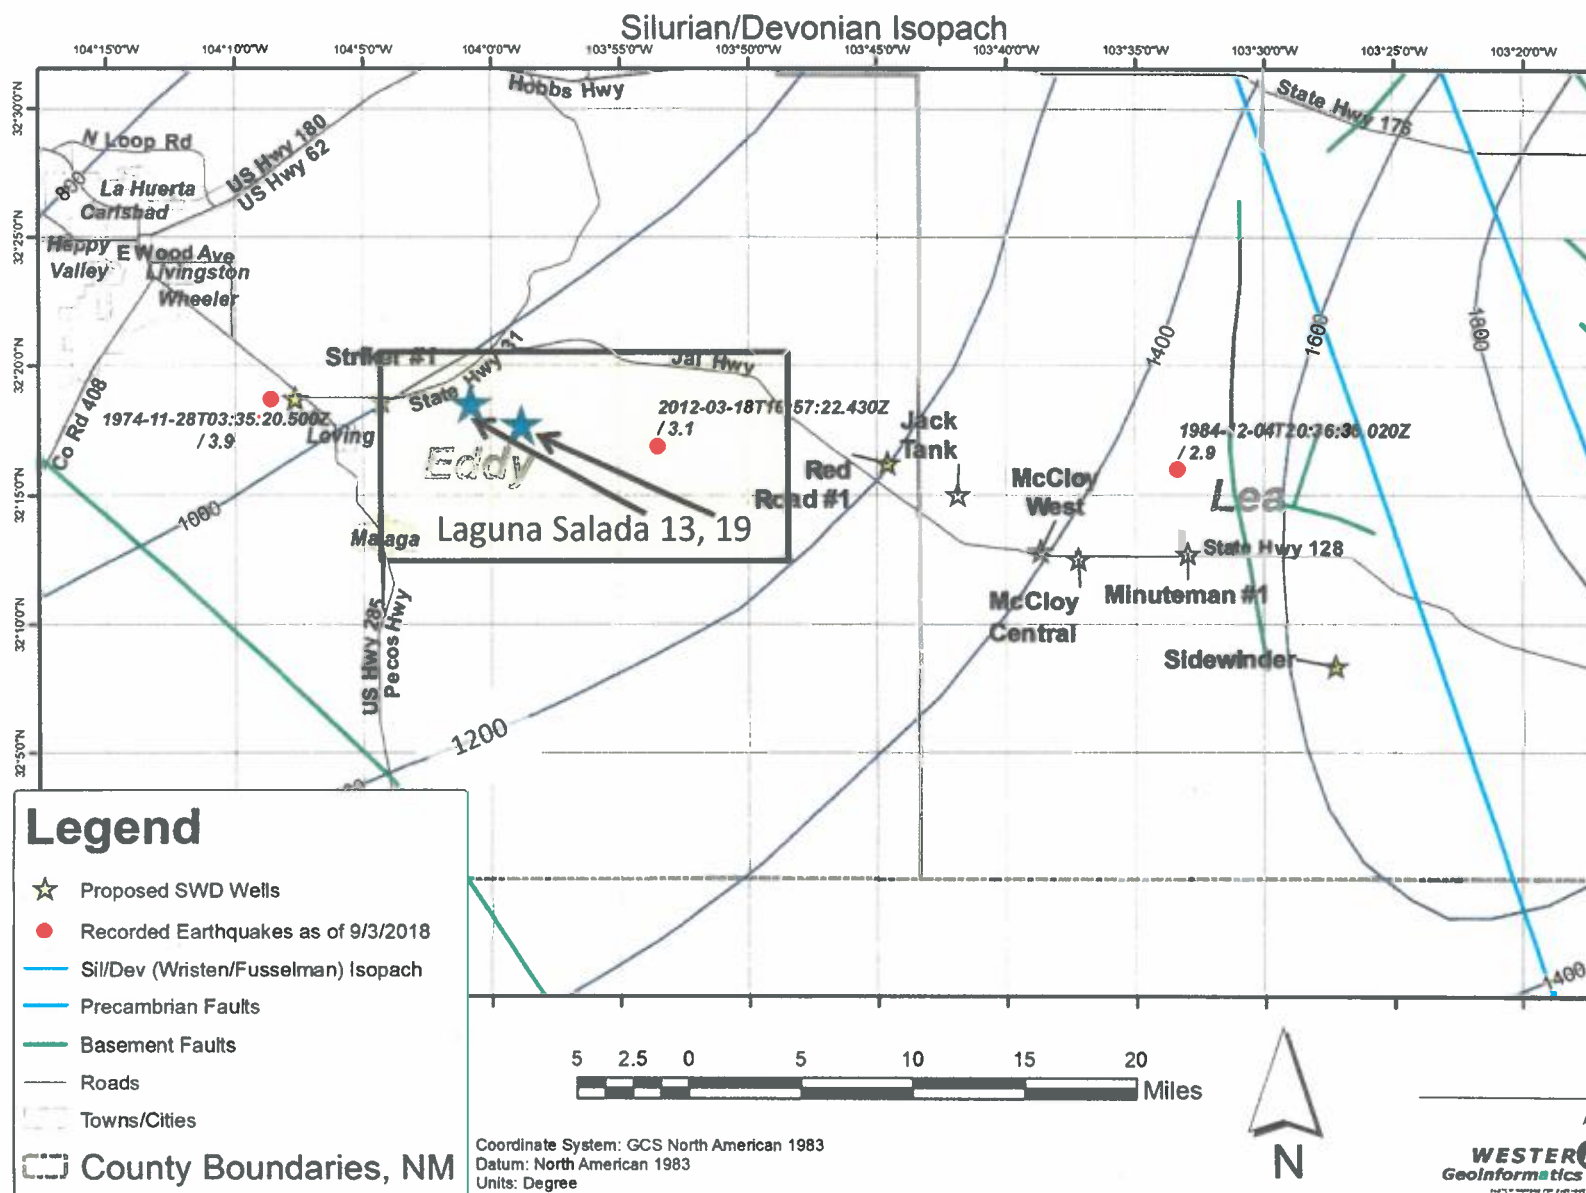 Silurian/Devonian Isopach
104°15'0"W 104°10'0"W 104°5'0"W 104°0'0"W 103°55'0"W 103°50'0"W 103°45'0"W 103°40'0"W 103°35'0"W 103°30'0"W 103°25'0"W 103°20'0"W
32°30'0"N
32°25'0"N
32°20'0"N
32°15'0"N
32°10'0"N
32°5'0"N
Hobbs Hwy
State Hwy 176
N Loop Rd
US Hwy 180
US Hwy 62
800
La Huerta
Carlsbad
Happy
Valley
E Wood Ave
Livingston
Wheeler
Striker #1
State Hwy 31
Jal Hwy
1400
1600
1800
Co Rd 408
1974-11-28T03:35:20.500Z
/ 3.9
Loving
Eddy
2012-03-18T16:57:22.430Z
/ 3.1
Jack
Tank
Red
Road #1
1984-12-04T20:36:36.020Z
/ 2.9
Lea
McCloy
West
1000
Malaga
Laguna Salada 13, 19
State Hwy 128
McCloy
Central
Minuteman #1
Sidewinder
US Hwy 285
Pecos Hwy
1200
1400
Legend
Proposed SWD Wells
Recorded Earthquakes as of 9/3/2018
Sil/Dev (Wristen/Fusselman) Isopach
Precambrian Faults
Basement Faults
Roads
Towns/Cities
County Boundaries, NM
5 2.5 0 5 10 15 20
Miles
Coordinate System: GCS North American 1983
Datum: North American 1983
Units: Degree
N
WESTER
GeoInformatics